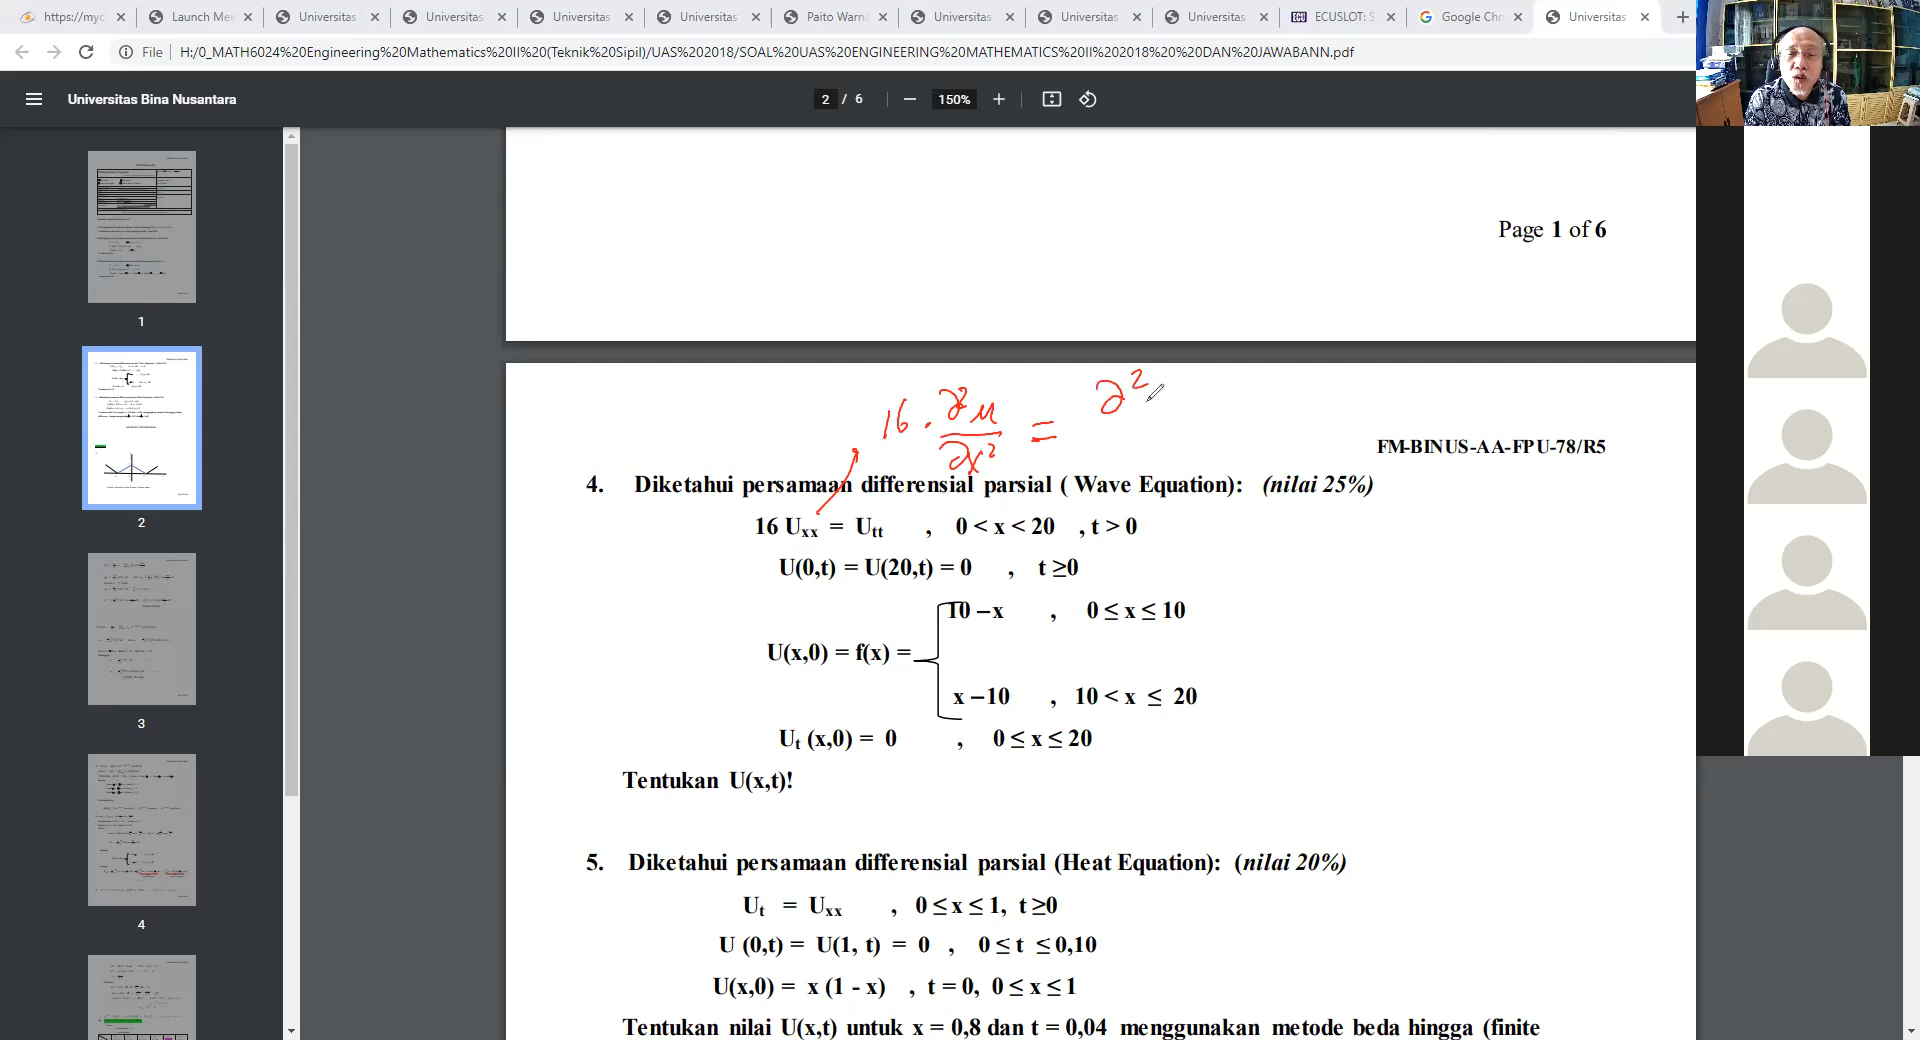 https://myc
Launch Me
Universitas
Universitas
Universitas
Universitas
Paito Warna
Universitas
Universitas
Universitas
ECUSLOT: S
Google Chr
Universitas
File
H:/0_MATH6024%20Engineering%20Mathematics%20II%20(Teknik%20Sipil)/UAS%202018/SOAL%20UAS%20ENGINEERING%20MATHEMATICS%20II%202018%20%20DAN%20JAWABANN.pdf
Universitas Bina Nusantara
2 / 6
150%
1
2
3
4
Page 1 of 6
16 . ∂²u/∂x² = ∂²
FM-BINUS-AA-FPU-78/R5
4. Diketahui persamaan differensial parsial ( Wave Equation): (nilai 25%)
16 Uxx = Utt , 0 < x < 20 , t > 0
U(0,t) = U(20,t) = 0 , t ≥0
10 –x , 0 ≤ x ≤ 10
U(x,0) = f(x) =
x –10 , 10 < x ≤ 20
Ut (x,0) = 0 , 0 ≤ x ≤ 20
Tentukan U(x,t)!
5. Diketahui persamaan differensial parsial (Heat Equation): (nilai 20%)
Ut = Uxx , 0 ≤ x ≤ 1, t ≥0
U (0,t) = U(1, t) = 0 , 0 ≤ t ≤ 0,10
U(x,0) = x (1 - x) , t = 0, 0 ≤ x ≤ 1
Tentukan nilai U(x,t) untuk x = 0,8 dan t = 0,04 menggunakan metode beda hingga (finite